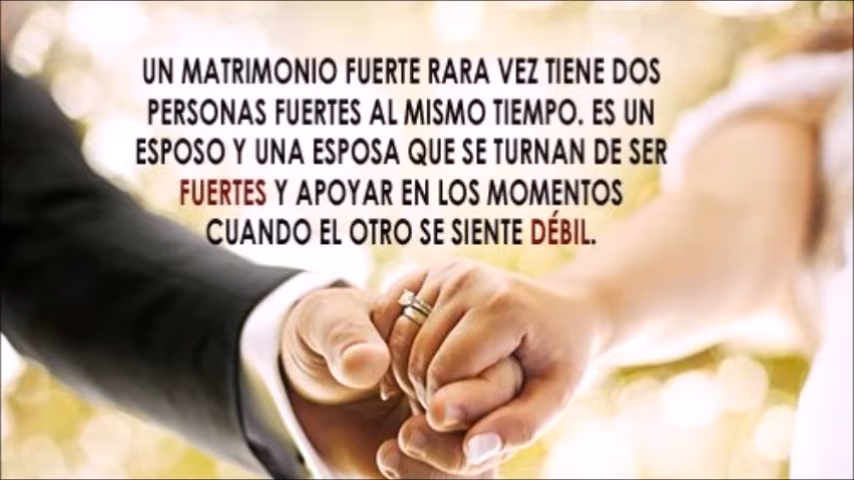 UN MATRIMONIO FUERTE RARA VEZ TIENE DOS
PERSONAS FUERTES AL MISMO TIEMPO. ES UN
ESPOSO Y UNA ESPOSA QUE SE TURNAN DE SER
FUERTES Y APOYAR EN LOS MOMENTOS
CUANDO EL OTRO SE SIENTE DÉBIL.